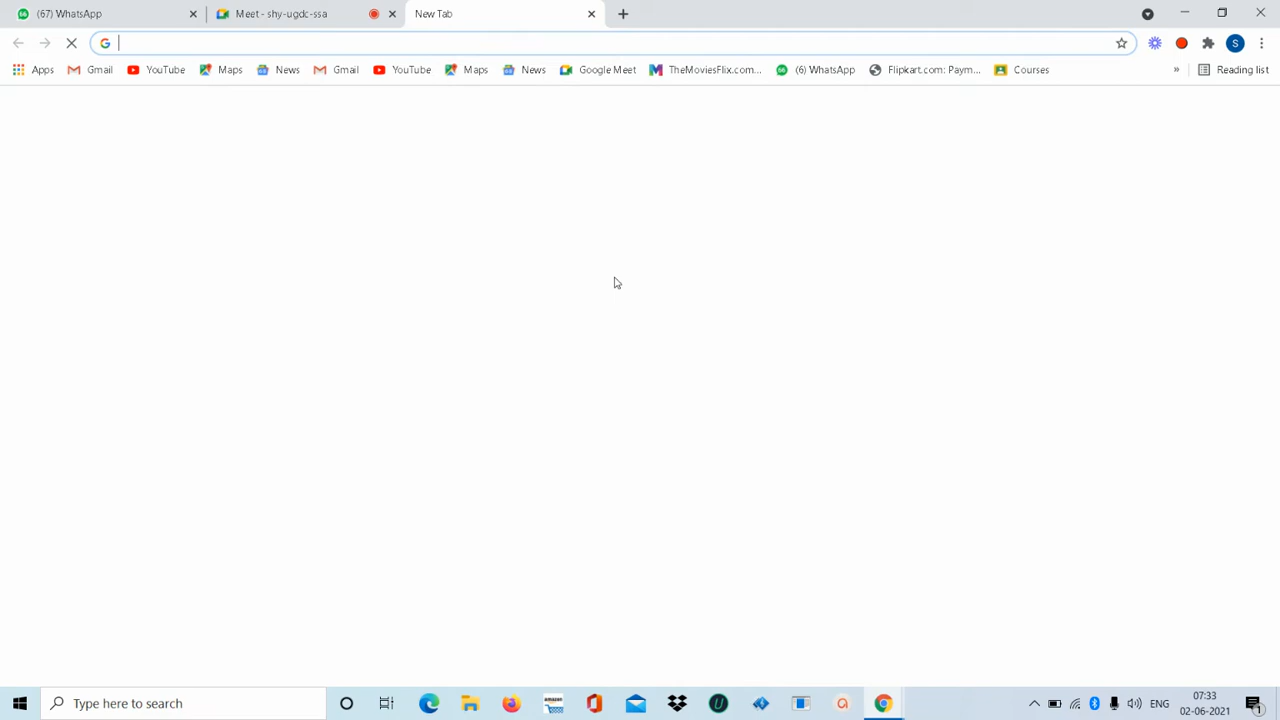 (67) WhatsApp Meet - shy-ugdc-ssa New Tab
Apps Gmail YouTube Maps News Gmail YouTube Maps News Google Meet TheMoviesFlix.com... (6) WhatsApp Flipkart.com: Paym... Courses » Reading list
S
Type here to search
ENG
07:33
02-06-2021